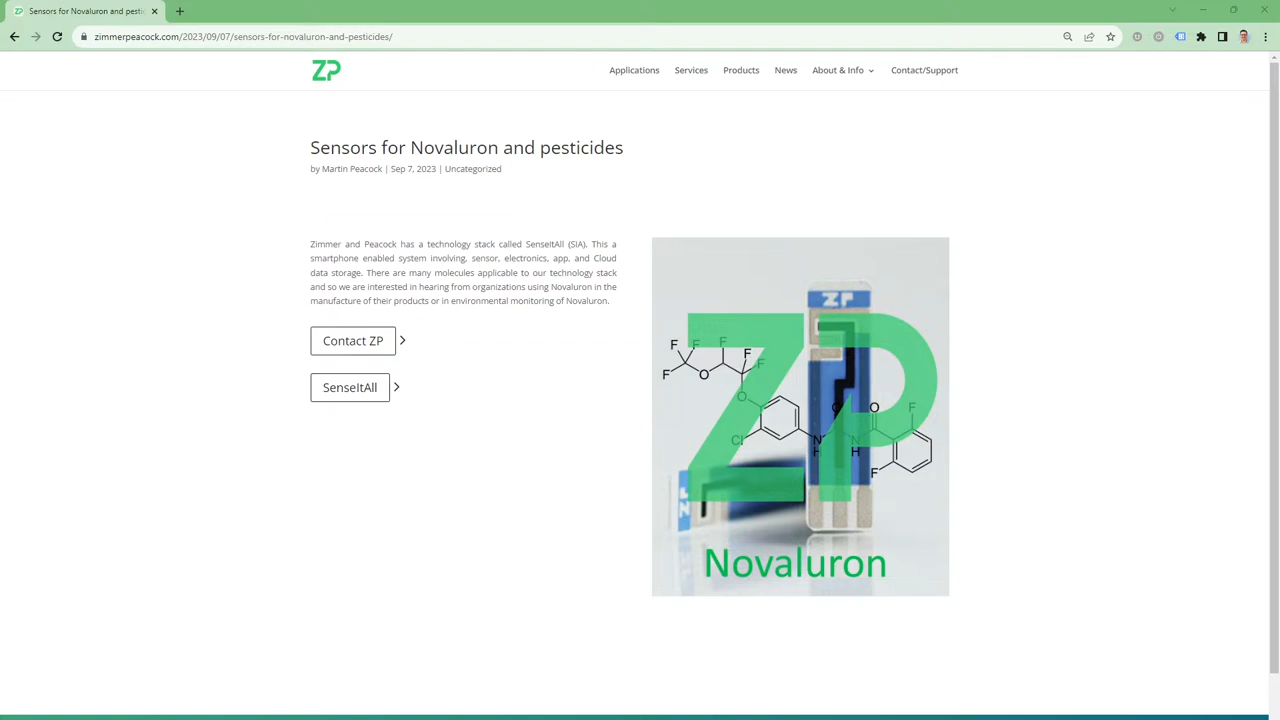 Sensors for Novaluron and pesti
zimmerpeacock.com/2023/09/07/sensors-for-novaluron-and-pesticides/
ZP
Applications
Services
Products
News
About & Info
Contact/Support
Sensors for Novaluron and pesticides
by Martin Peacock | Sep 7, 2023 | Uncategorized
Zimmer and Peacock has a technology stack called SenseItAll (SIA). This a
smartphone enabled system involving, sensor, electronics, app, and Cloud
data storage. There are many molecules applicable to our technology stack
and so we are interested in hearing from organizations using Novaluron in the
manufacture of their products or in environmental monitoring of Novaluron.
Contact ZP
SenseItAll
ZP
ZP
F
F
F
F
F
F
O
O
Cl
N
H
O
N
H
O
F
F
Novaluron